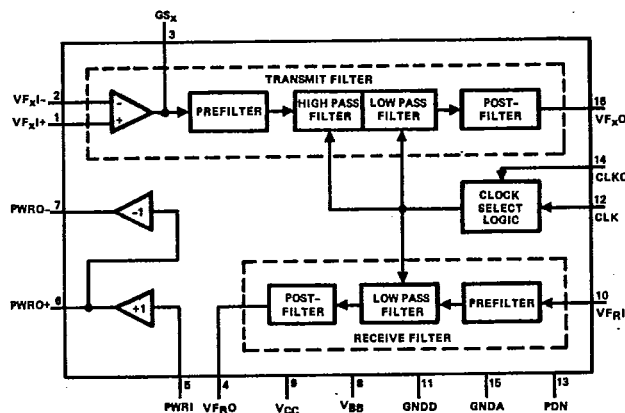 GSX
3
TRANSMIT FILTER
VFXI– 2
VFXI+ 1
–
+
PREFILTER
HIGH PASS FILTER
LOW PASS FILTER
POST-FILTER
16
VFXO
14
CLKO
CLOCK SELECT LOGIC
12
CLK
PWRO– 7
–1
PWRO+ 6
+1
POST-FILTER
LOW PASS FILTER
PREFILTER
10
VFRI
RECEIVE FILTER
5
4
9
8
11
15
13
PWRI
VFRO
VCC
VBB
GNDD
GNDA
PDN